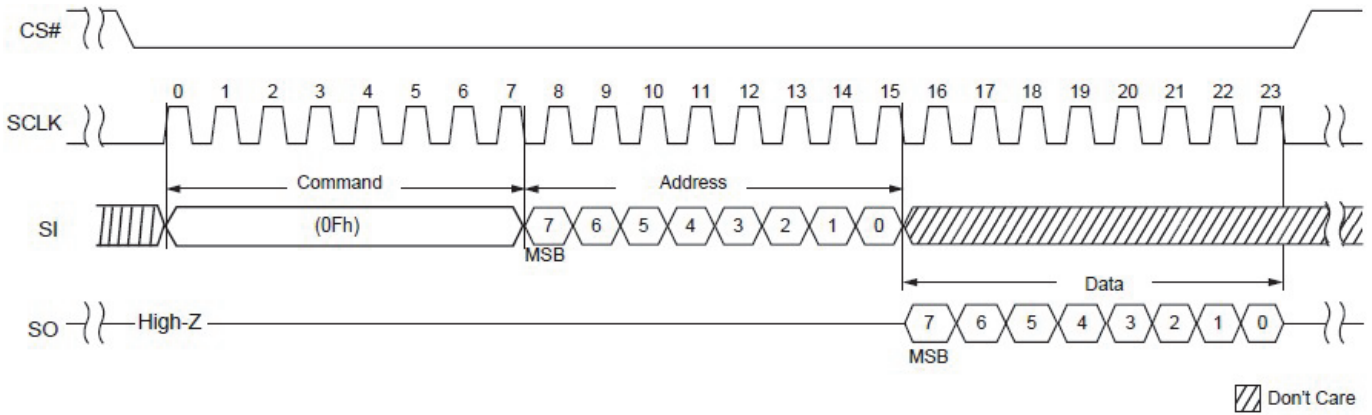 CS#
0 1 2 3 4 5 6 7 8 9 10 11 12 13 14 15 16 17 18 19 20 21 22 23
SCLK
Command Address
SI (0Fh) 7 6 5 4 3 2 1 0
MSB
Data
SO High-Z 7 6 5 4 3 2 1 0
MSB
Don't Care